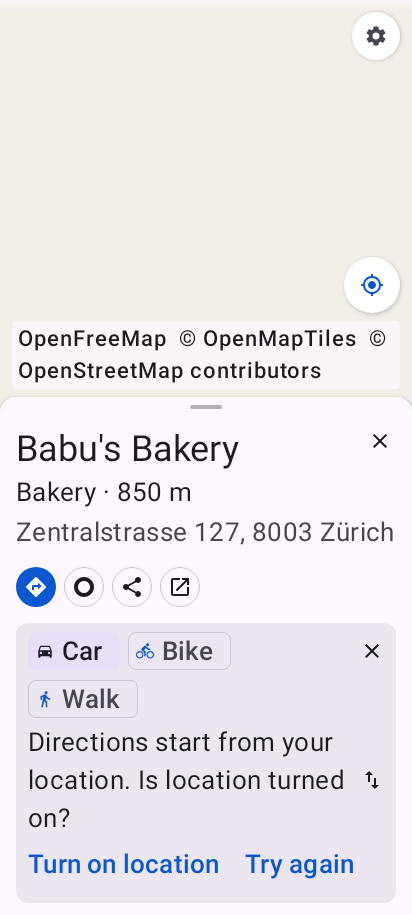 OpenFreeMap © OpenMapTiles ©
OpenStreetMap contributors
Babu's Bakery
Bakery · 850 m
Zentralstrasse 127, 8003 Zürich
Car
Bike
Walk
Directions start from your
location. Is location turned
on?
Turn on location
Try again